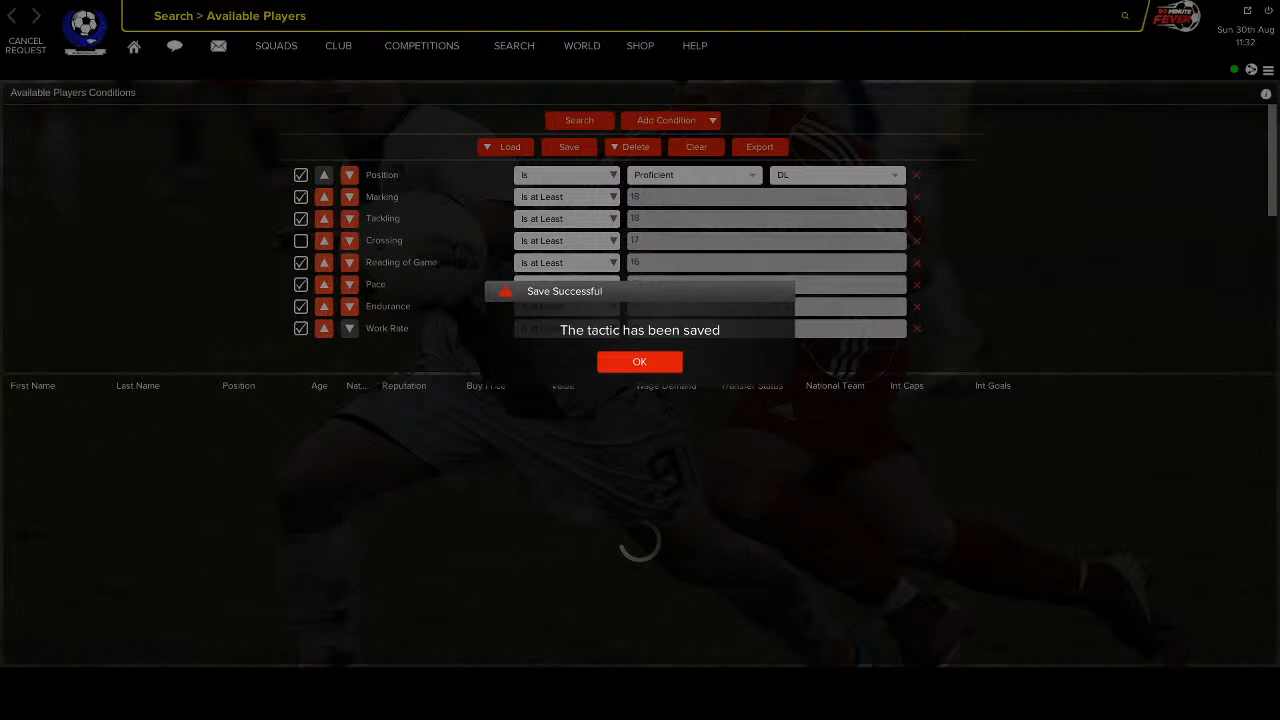 Search > Available Players
90 MINUTE
FEVER
CANCEL
REQUEST
SQUADS CLUB COMPETITIONS SEARCH WORLD SHOP HELP
Sun 30th Aug
11:32
Available Players Conditions
Search Add Condition
Load Save Delete Clear Export
Position Is Proficient DL
Marking Is at Least 18
Tackling Is at Least 18
Crossing Is at Least 17
Reading of Game Is at Least 16
Pace
Endurance
Work Rate
Save Successful
The tactic has been saved
OK
First Name Last Name Position Age Nat... Reputation Buy Price Value Wage Demand Transfer Status National Team Int Caps Int Goals